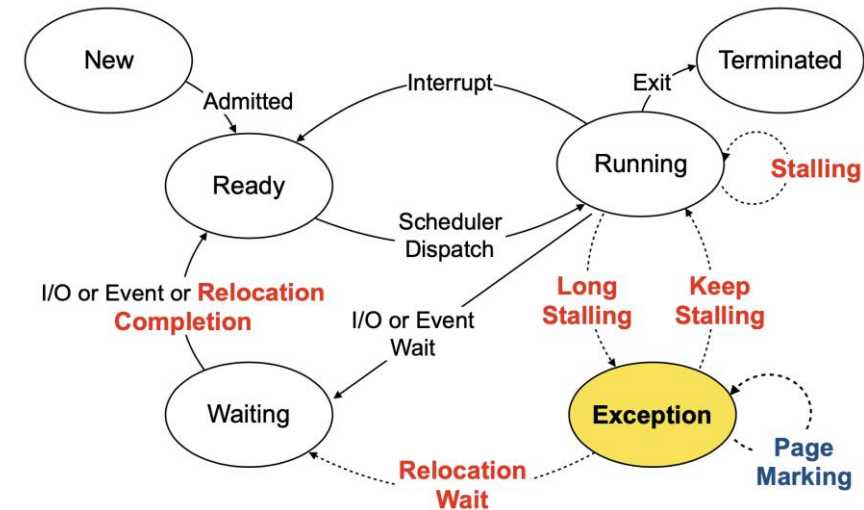 New
Terminated
Admitted
Interrupt
Exit
Ready
Running
Stalling
Scheduler
Dispatch
I/O or Event or Relocation
Completion
I/O or Event
Wait
Long
Stalling
Keep
Stalling
Waiting
Exception
Page
Marking
Relocation
Wait